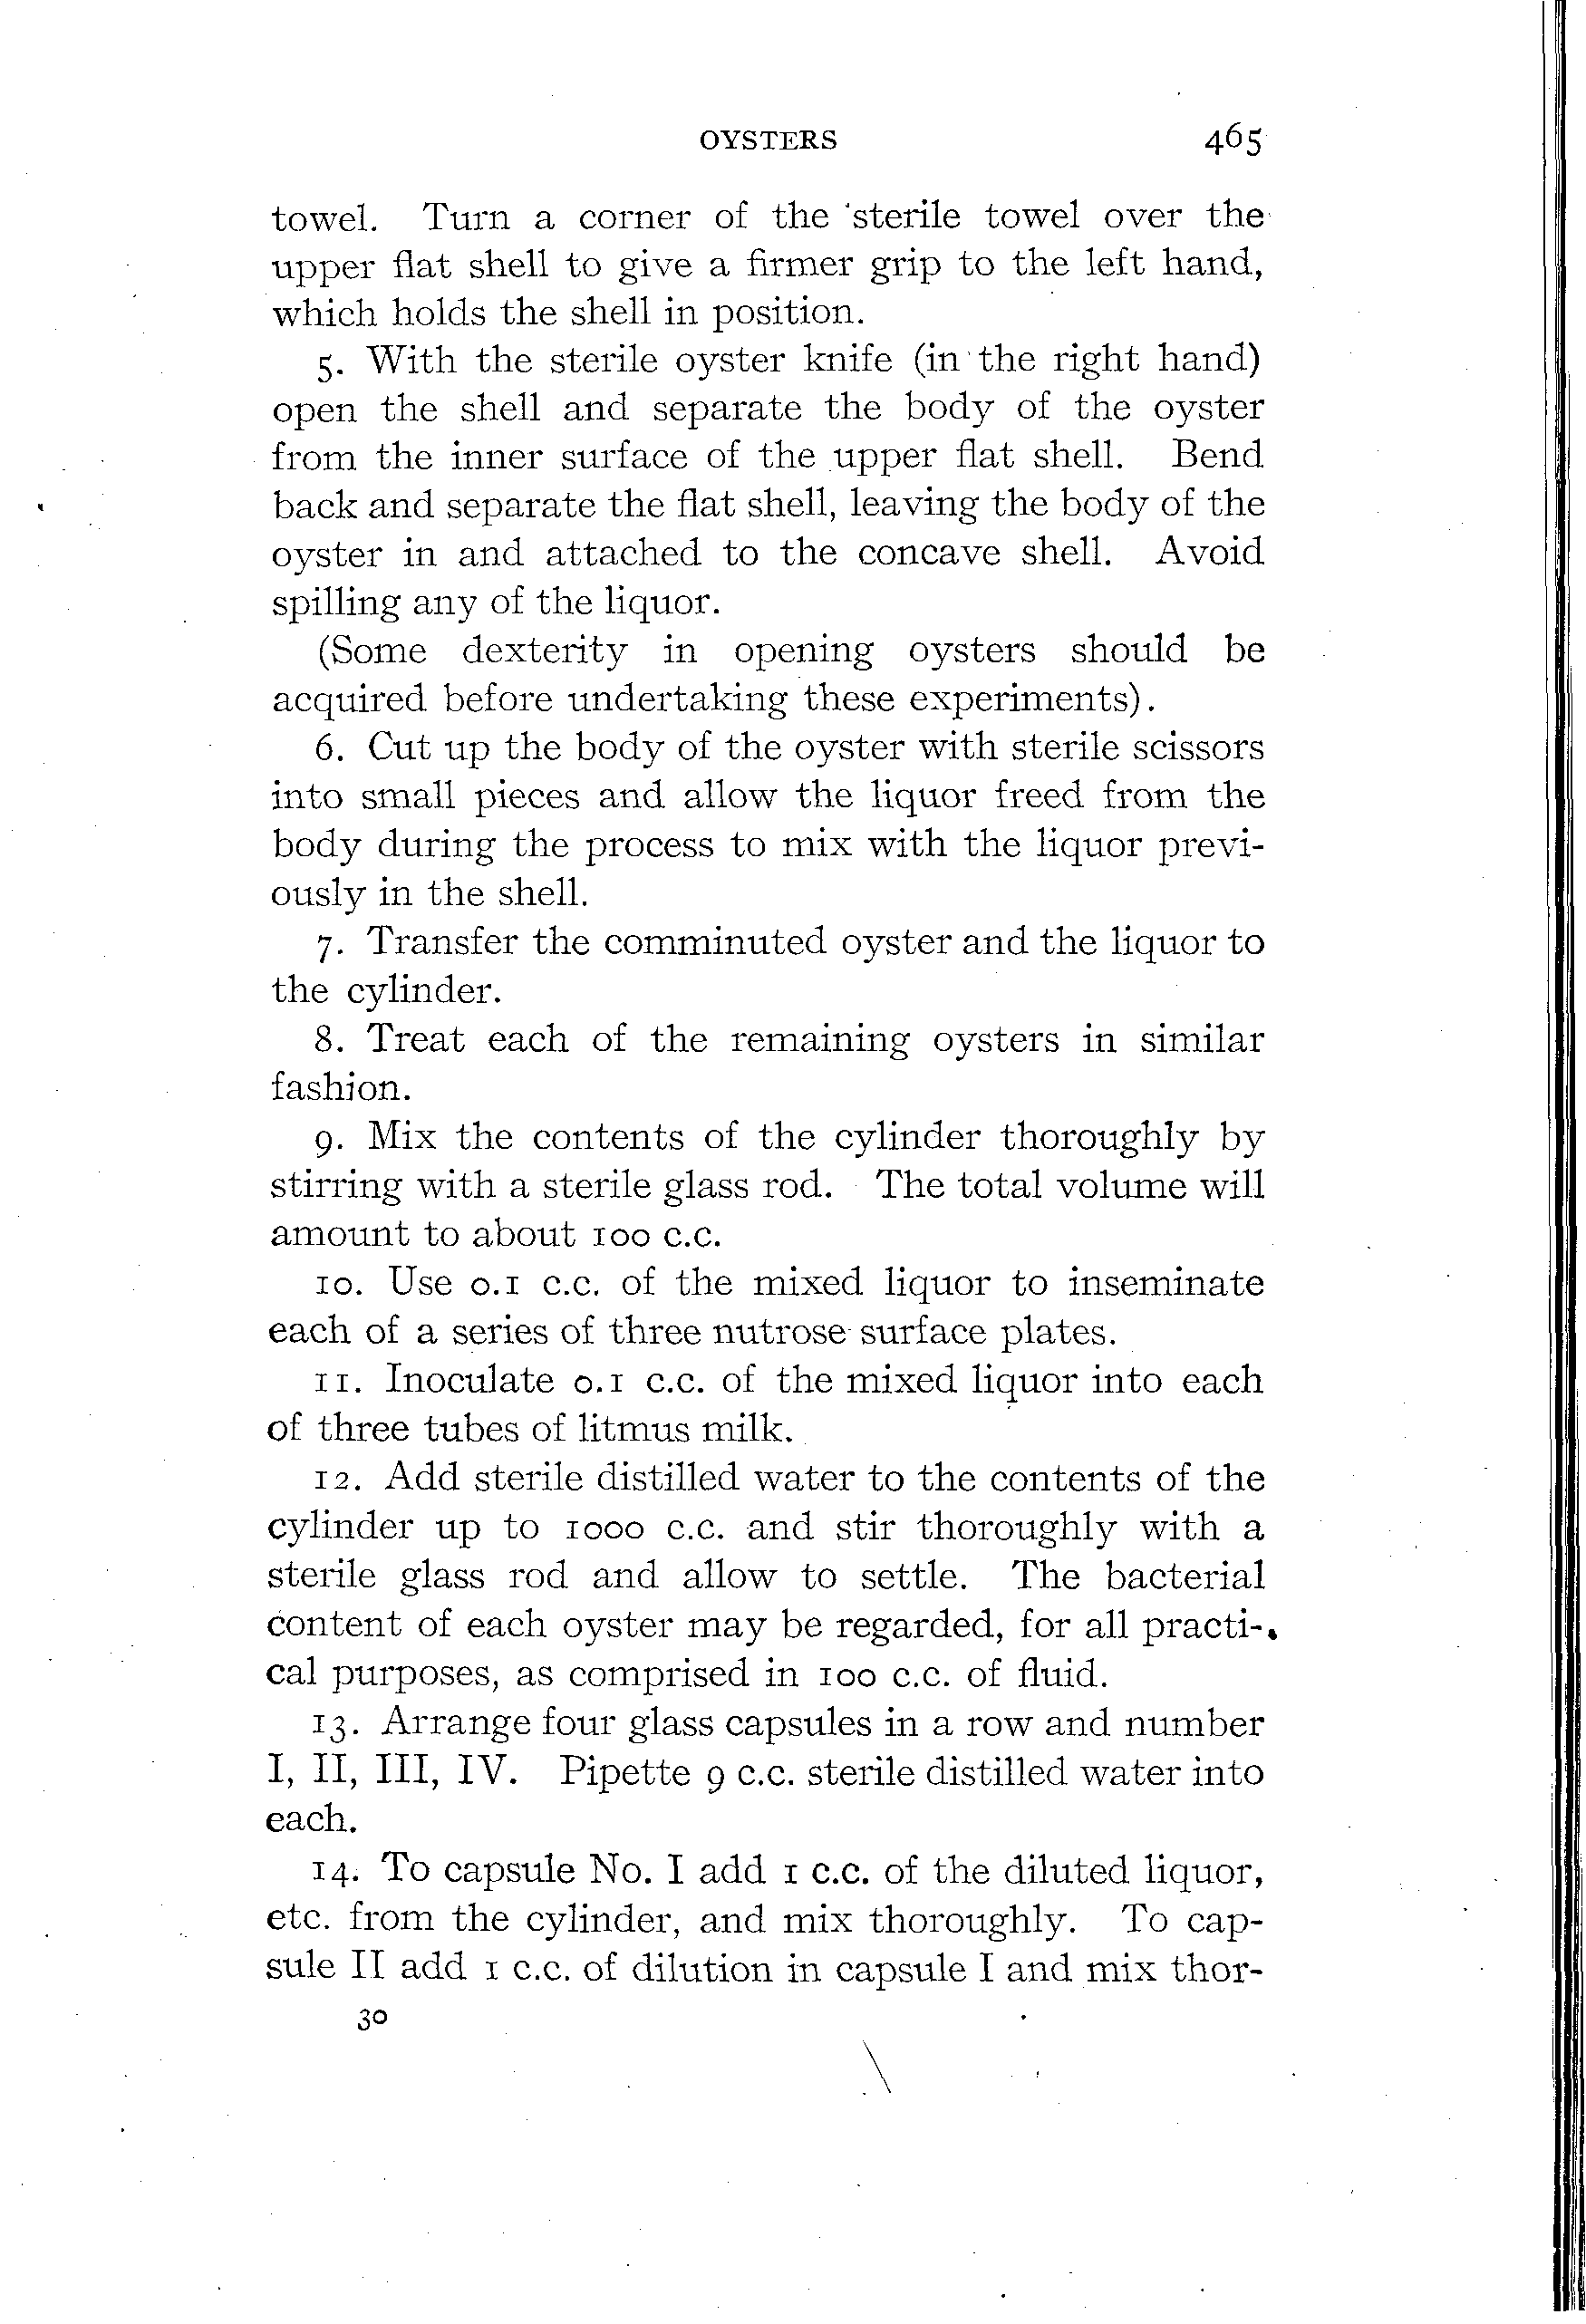 OYSTERS 465
towel. Turn a corner of the sterile towel over the
upper flat shell to give a firmer grip to the left hand,
which holds the shell in position.
5. With the sterile oyster knife (in the right hand)
open the shell and separate the body of the oyster
from the inner surface of the upper flat shell. Bend
back and separate the flat shell, leaving the body of the
oyster in and attached to the concave shell. Avoid
spilling any of the liquor.
(Some dexterity in opening oysters should be
acquired before undertaking these experiments).
6. Cut up the body of the oyster with sterile scissors
into small pieces and allow the liquor freed from the
body during the process to mix with the liquor previ-
ously in the shell.
7. Transfer the comminuted oyster and the liquor to
the cylinder.
8. Treat each of the remaining oysters in similar
fashion.
9. Mix the contents of the cylinder thoroughly by
stirring with a sterile glass rod. The total volume will
amount to about 100 c.c.
10. Use 0.1 c.c. of the mixed liquor to inseminate
each of a series of three nutrose surface plates.
11. Inoculate 0.1 c.c. of the mixed liquor into each
of three tubes of litmus milk.
12. Add sterile distilled water to the contents of the
cylinder up to 1000 c.c. and stir thoroughly with a
sterile glass rod and allow to settle. The bacterial
content of each oyster may be regarded, for all practi-
cal purposes, as comprised in 100 c.c. of fluid.
13. Arrange four glass capsules in a row and number
I, II, III, IV. Pipette 9 c.c. sterile distilled water into
each.
14. To capsule No. I add 1 c.c. of the diluted liquor,
etc. from the cylinder, and mix thoroughly. To cap-
sule II add 1 c.c. of dilution in capsule I and mix thor-
30